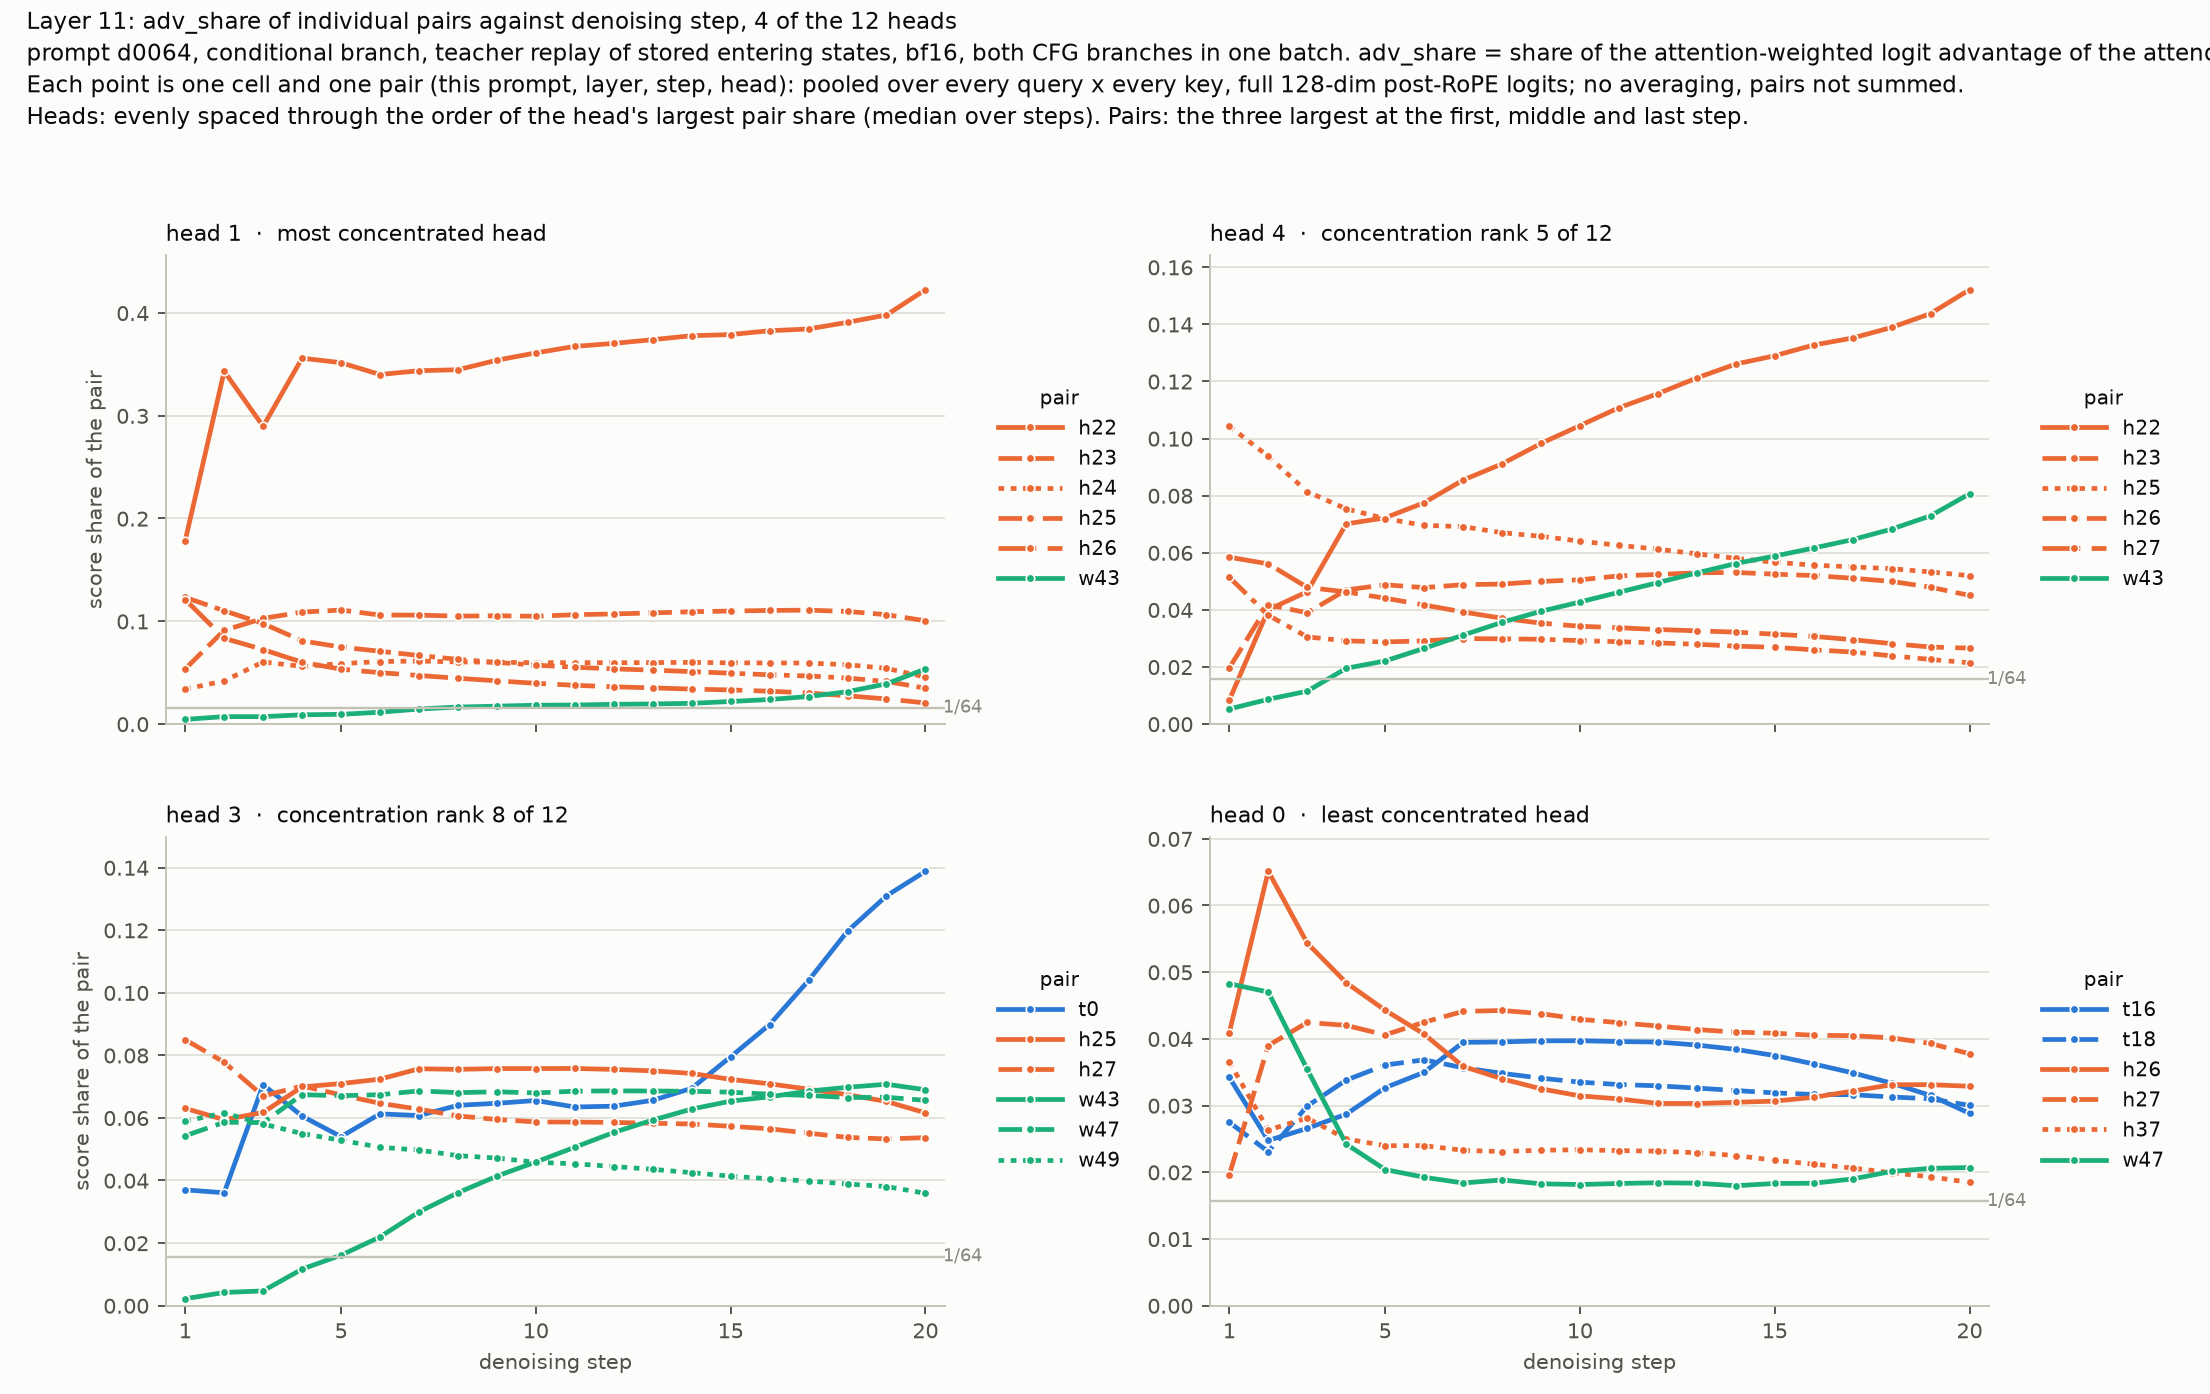 Layer 11: adv_share of individual pairs against denoising step, 4 of the 12 heads
prompt d0064, conditional branch, teacher replay of stored entering states, bf16, both CFG branches in one batch. adv_share = share of the attention-weighted logit advantage of the
Each point is one cell and one pair (this prompt, layer, step, head): pooled over every query x every key, full 128-dim post-RoPE logits; no averaging, pairs not summed.
Heads: evenly spaced through the order of the head's largest pair share (median over steps). Pairs: the three largest at the first, middle and last step.
head 1 · most concentrated head
score share of the pair
0.4
0.3
0.2
0.1
0.0
1/64
pair
h22
h23
h24
h25
h26
w43
head 4 · concentration rank 5 of 12
0.16
0.14
0.12
0.10
0.08
0.06
0.04
0.02
0.00
1/64
pair
h22
h23
h25
h26
h27
w43
head 3 · concentration rank 8 of 12
score share of the pair
0.14
0.12
0.10
0.08
0.06
0.04
0.02
0.00
1/64
1 5 10 15 20
denoising step
pair
t0
h25
h27
w43
w47
w49
head 0 · least concentrated head
0.07
0.06
0.05
0.04
0.03
0.02
0.01
0.00
1/64
1 5 10 15 20
denoising step
pair
t16
t18
h26
h27
h37
w47